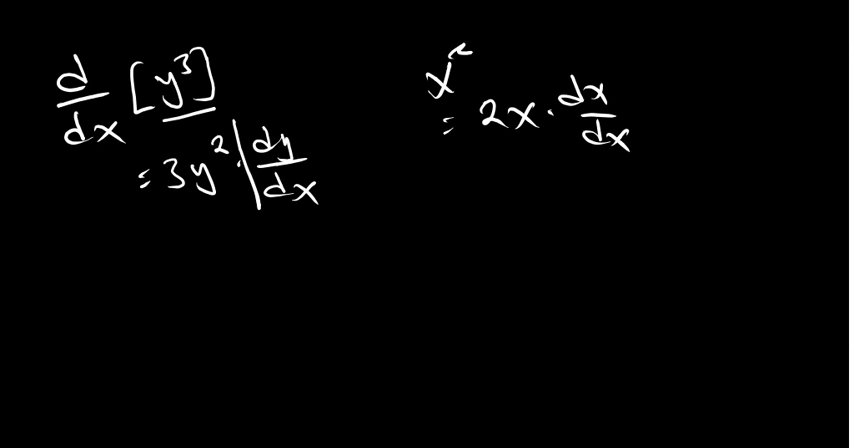 d/dx [y³]
= 3y² · dy/dx
x²
= 2x · dx/dx